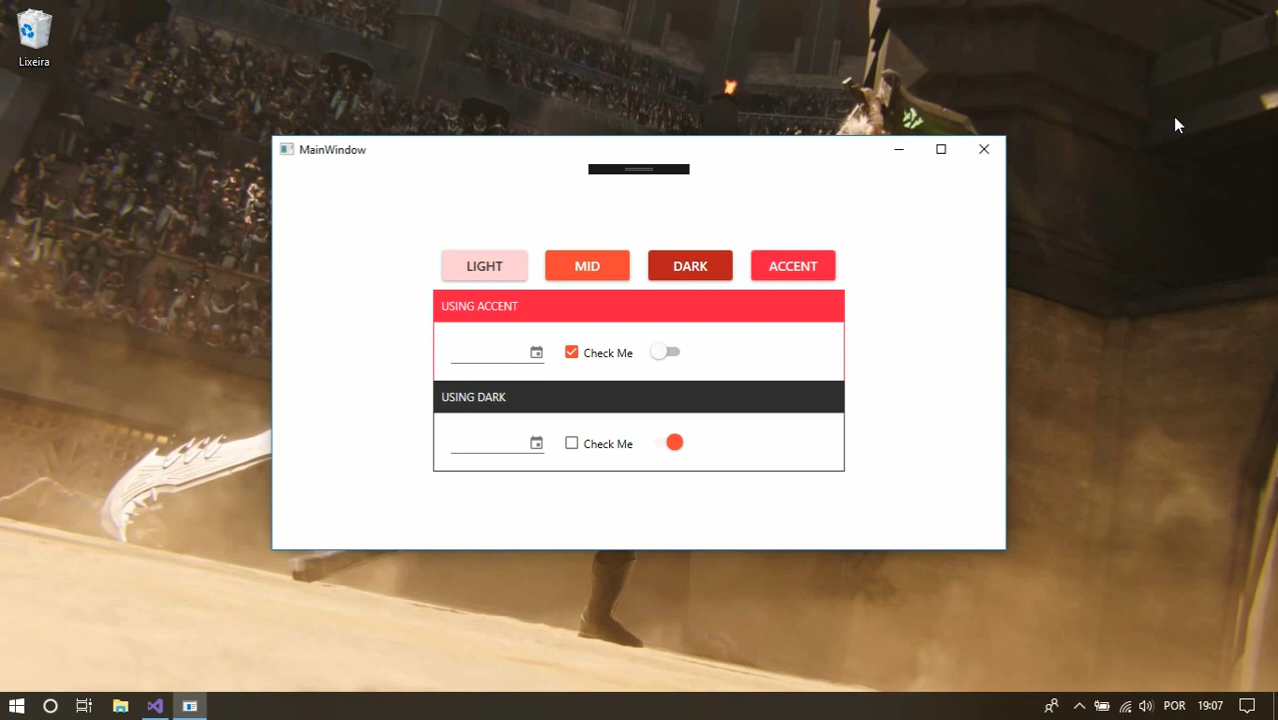 Lixeira
MainWindow
LIGHT MID DARK ACCENT
USING ACCENT
Check Me
USING DARK
Check Me
POR 19:07